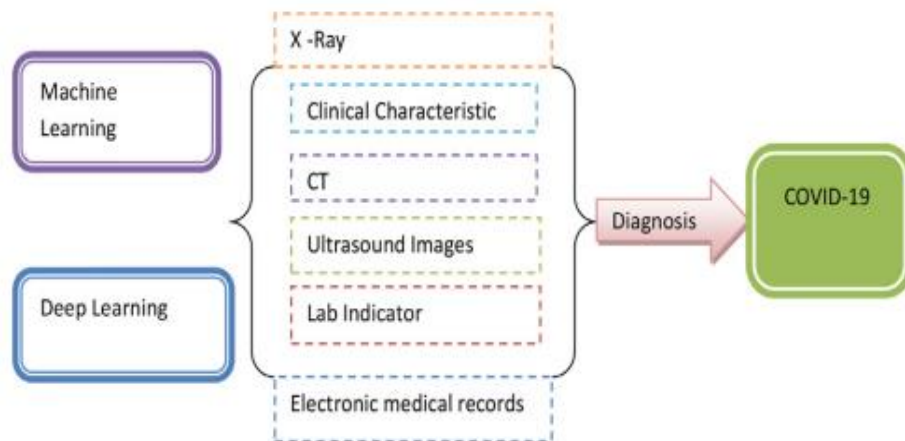 Machine
Learning
Deep Learning
X -Ray
Clinical Characteristic
CT
Ultrasound Images
Lab Indicator
Electronic medical records
Diagnosis
COVID-19